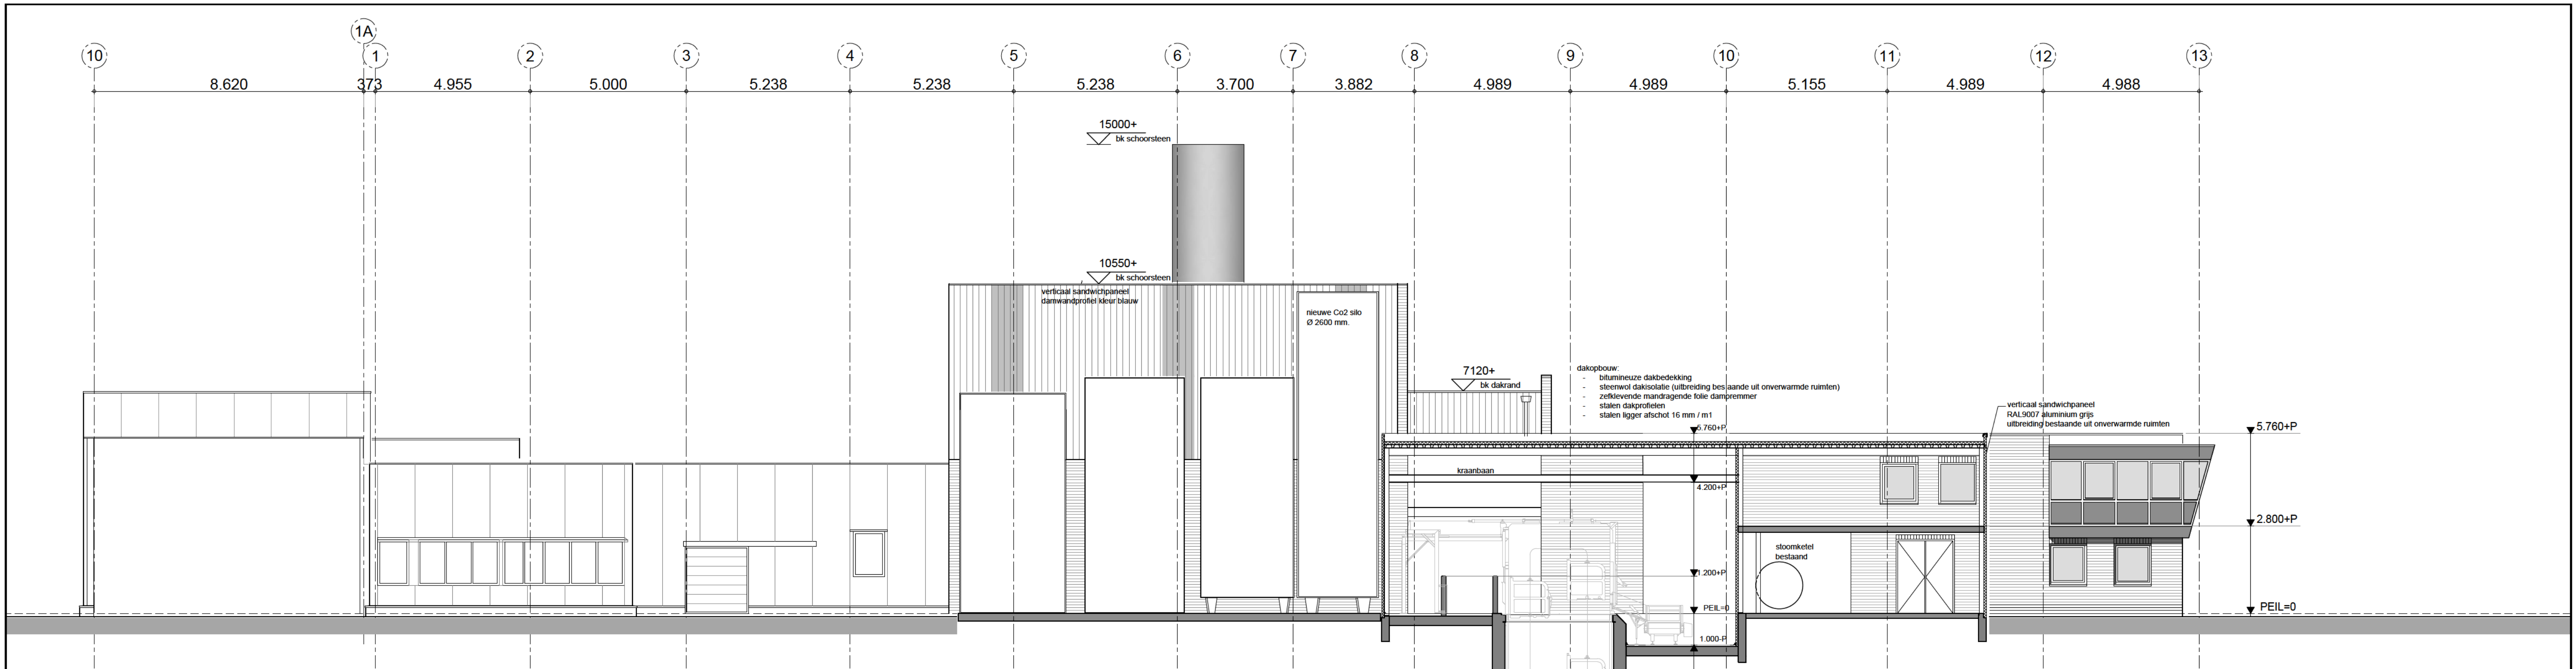 1A
10 1 2 3 4 5 6 7 8 9 10 11 12 13
8.620 373 4.955 5.000 5.238 5.238 5.238 3.700 3.882 4.989 4.989 5.155 4.989 4.988
15000+
bk schoorsteen
10550+
bk schoorsteen
verticaal sandwichpaneel
damwandprofiel kleur blauw
nieuwe Co2 silo
Ø 2600 mm.
7120+
bk dakrand
dakopbouw:
- bitumineuze dakbedekking
- steenwol dakisolatie (uitbreiding bes aande uit onverwarmde ruimten)
- zefklevende mandragende folie dampremmer
- stalen dakprofielen
- stalen ligger afschot 16 mm / m1
verticaal sandwichpaneel
RAL9007 aluminium grijs
uitbreiding bestaande uit onverwarmde ruimten
5.760+P
5.760+P
kraanbaan
4.200+P
2.800+P
stoomketel
bestaand
1.200+P
PEIL=0
PEIL=0
1.000-P